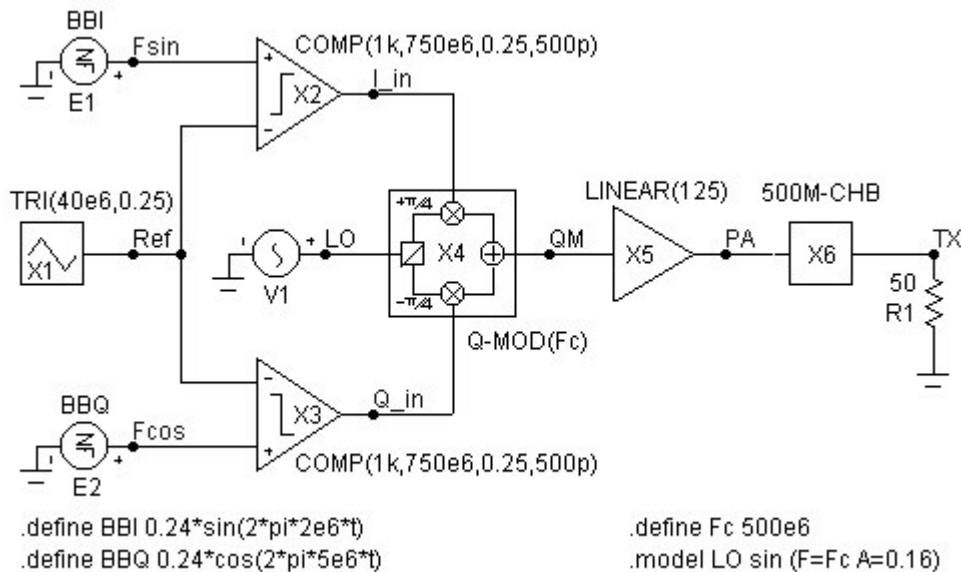 BBI
Fsin
E1
COMP(1k,750e6,0.25,500p)
I_in
X2
TRI(40e6,0.25)
X1
Ref
LO
V1
+π/4
X4
-π/4
QM
Q-MOD(Fc)
LINEAR(125)
X5
PA
500M-CHB
X6
TX
50
R1
BBQ
Fcos
E2
X3
Q_in
COMP(1k,750e6,0.25,500p)
.define BBI 0.24*sin(2*pi*2e6*t)
.define BBQ 0.24*cos(2*pi*5e6*t)
.define Fc 500e6
.model LO sin (F=Fc A=0.16)